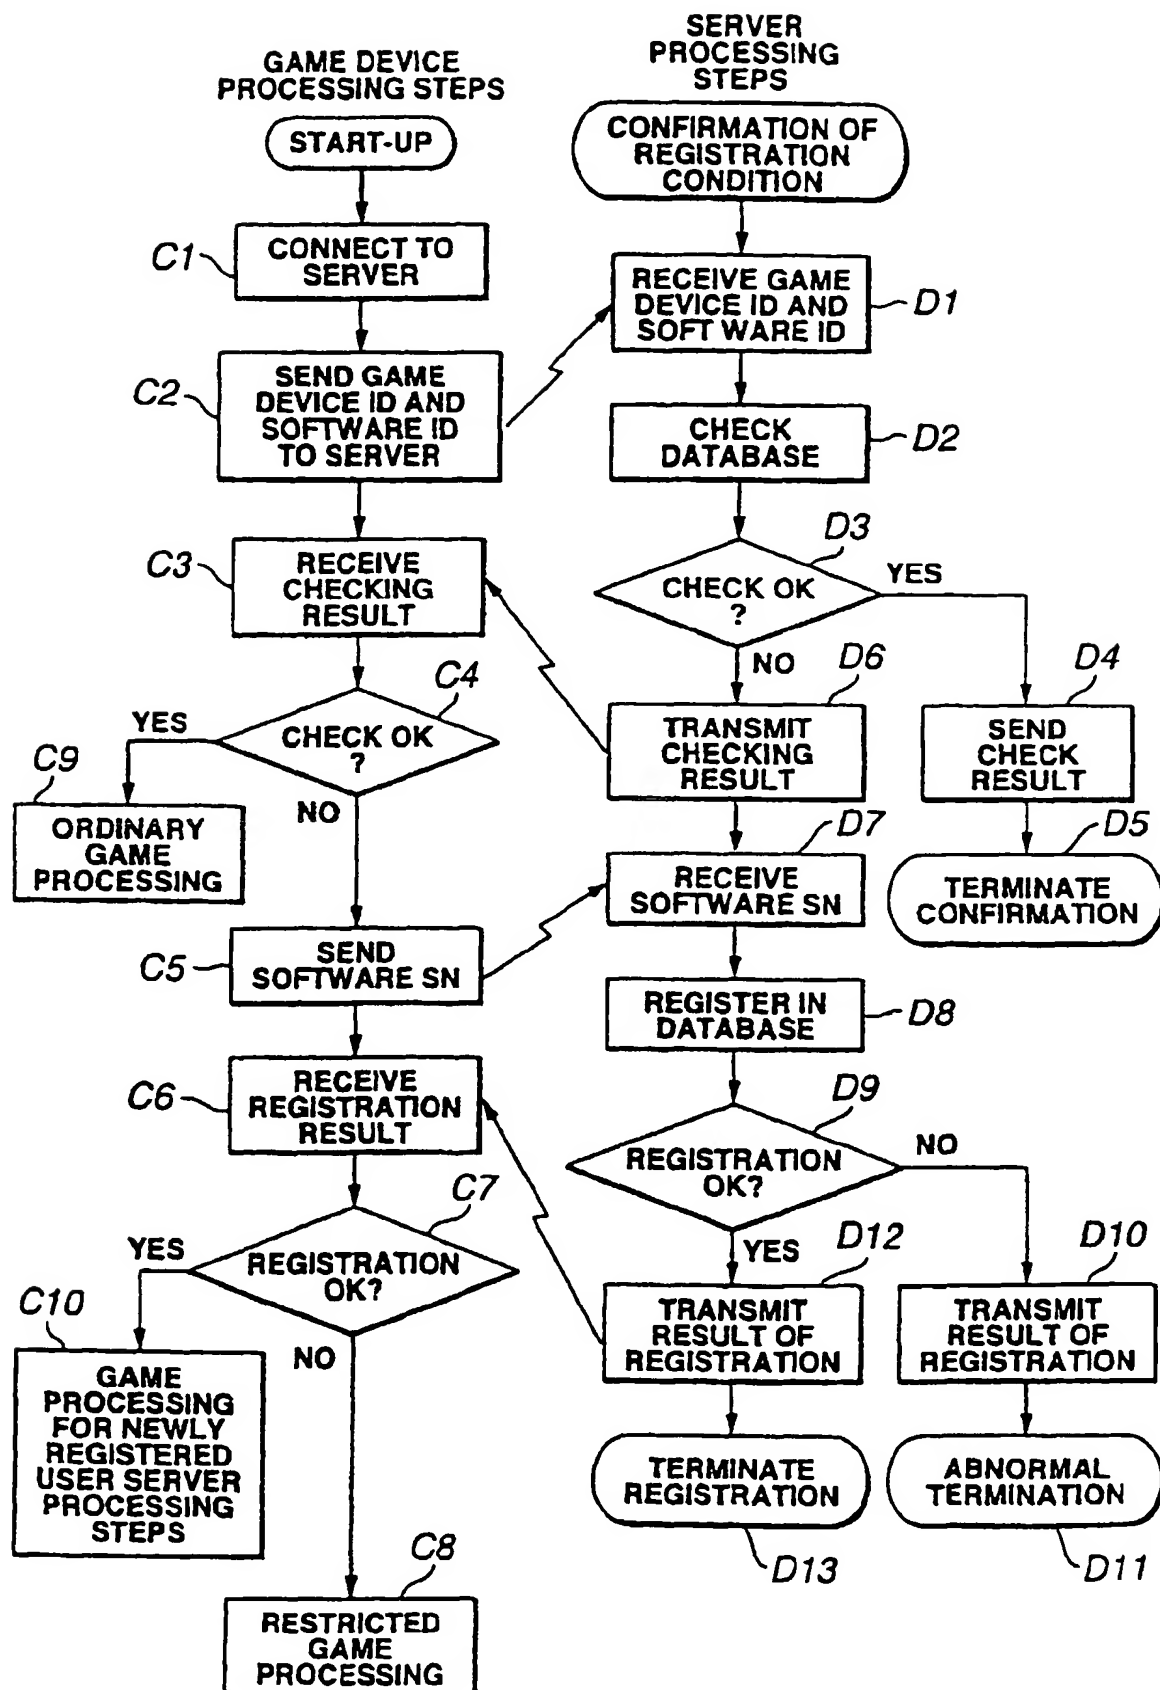 GAME DEVICE
PROCESSING STEPS
START-UP
C1
CONNECT TO
SERVER
C2
SEND GAME
DEVICE ID AND
SOFTWARE ID
TO SERVER
C3
RECEIVE
CHECKING
RESULT
C4
CHECK OK
?
YES
NO
C9
ORDINARY
GAME
PROCESSING
C5
SEND
SOFTWARE SN
C6
RECEIVE
REGISTRATION
RESULT
C7
REGISTRATION
OK?
YES
NO
C10
GAME
PROCESSING
FOR NEWLY
REGISTERED
USER SERVER
PROCESSING
STEPS
C8
RESTRICTED
GAME
PROCESSING
SERVER
PROCESSING
STEPS
CONFIRMATION OF
REGISTRATION
CONDITION
RECEIVE GAME
DEVICE ID AND
SOFT WARE ID
D1
CHECK
DATABASE
D2
D3
CHECK OK
?
YES
NO
D6
TRANSMIT
CHECKING
RESULT
D4
SEND
CHECK
RESULT
D5
TERMINATE
CONFIRMATION
D7
RECEIVE
SOFTWARE SN
REGISTER IN
DATABASE
D8
D9
REGISTRATION
OK?
NO
YES
D12
TRANSMIT
RESULT OF
REGISTRATION
D10
TRANSMIT
RESULT OF
REGISTRATION
TERMINATE
REGISTRATION
D13
ABNORMAL
TERMINATION
D11